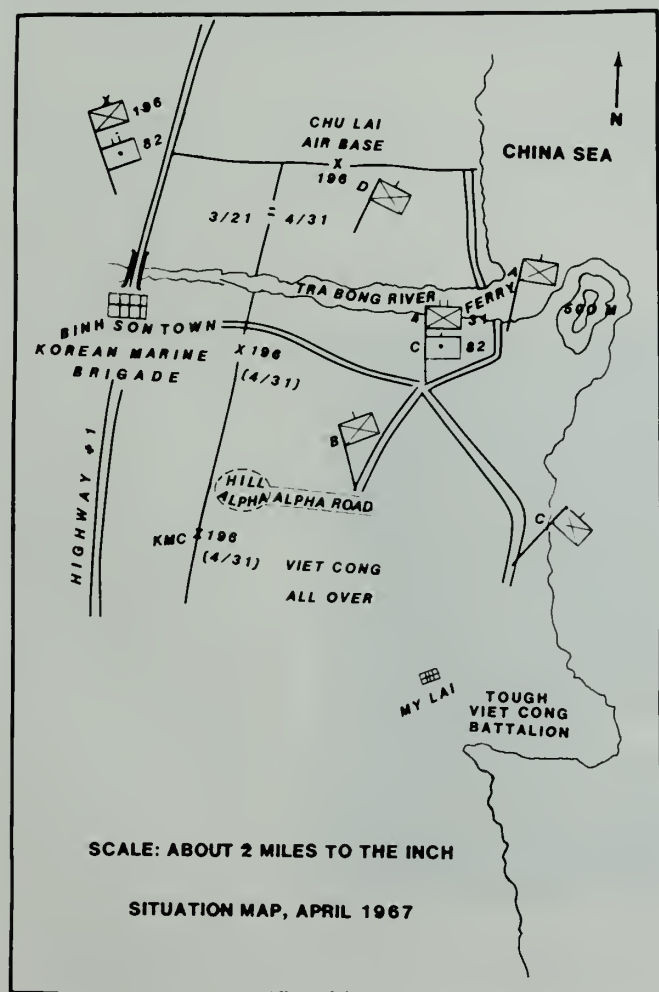 N
196
82
CHU LAI
AIR BASE
X
196
D
CHINA SEA
3/21 = 4/31
TRA BONG RIVER
FERRY
A
600 M
4 31
C 82
BINH SON TOWN
KOREAN MARINE
BRIGADE
X 196
(4/31)
B
HILL
ALPHA
ALPHA ROAD
HIGHWAY #1
KMC X 196
(4/31)
VIET CONG
ALL OVER
C
MY LAI
TOUGH
VIET CONG
BATTALION
SCALE: ABOUT 2 MILES TO THE INCH
SITUATION MAP, APRIL 1967